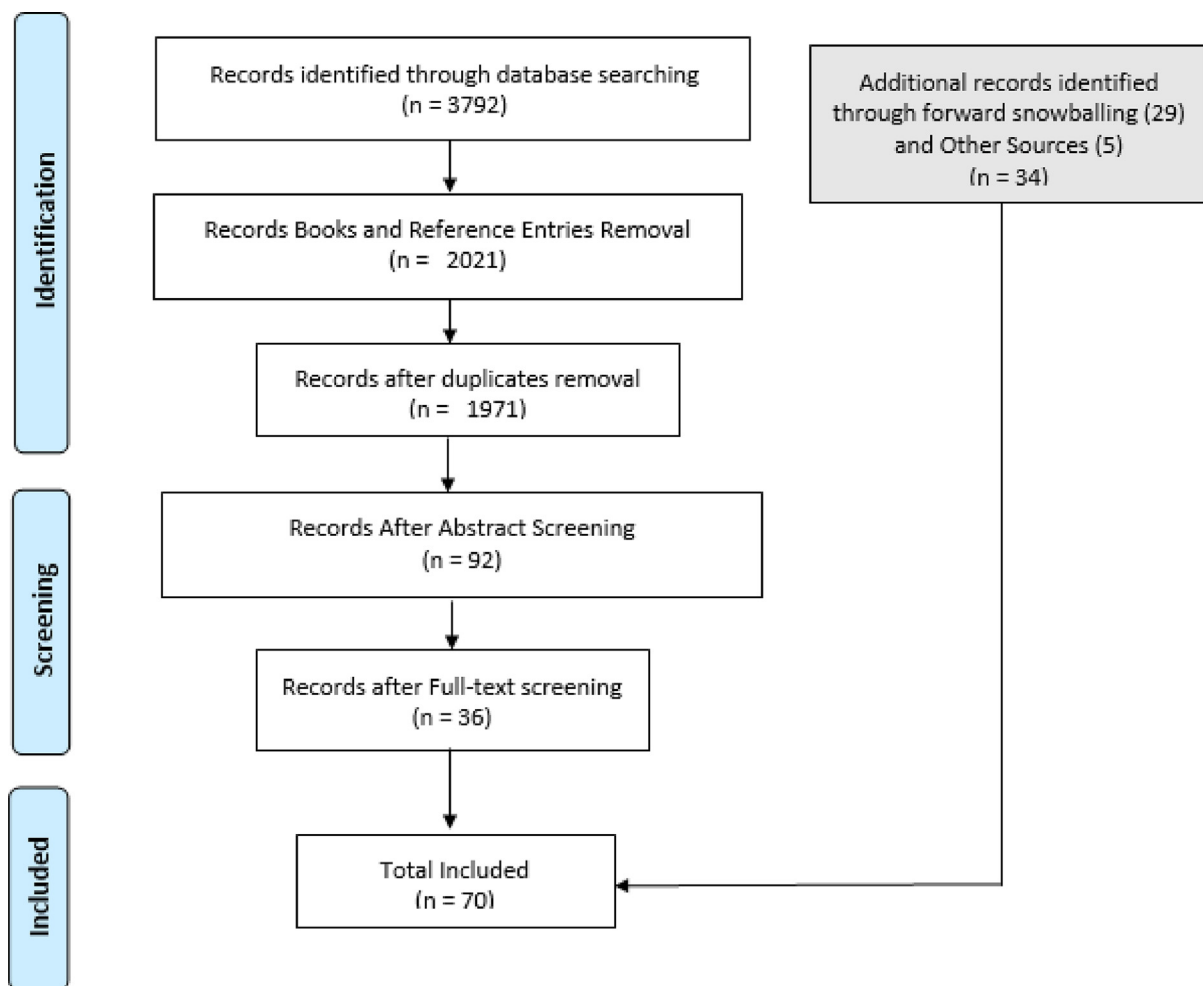 Identification
Records identified through database searching
(n = 3792)
Additional records identified
through forward snowballing (29)
and Other Sources (5)
(n = 34)
Records Books and Reference Entries Removal
(n = 2021)
Records after duplicates removal
(n = 1971)
Screening
Records After Abstract Screening
(n = 92)
Records after Full-text screening
(n = 36)
Included
Total Included
(n = 70)